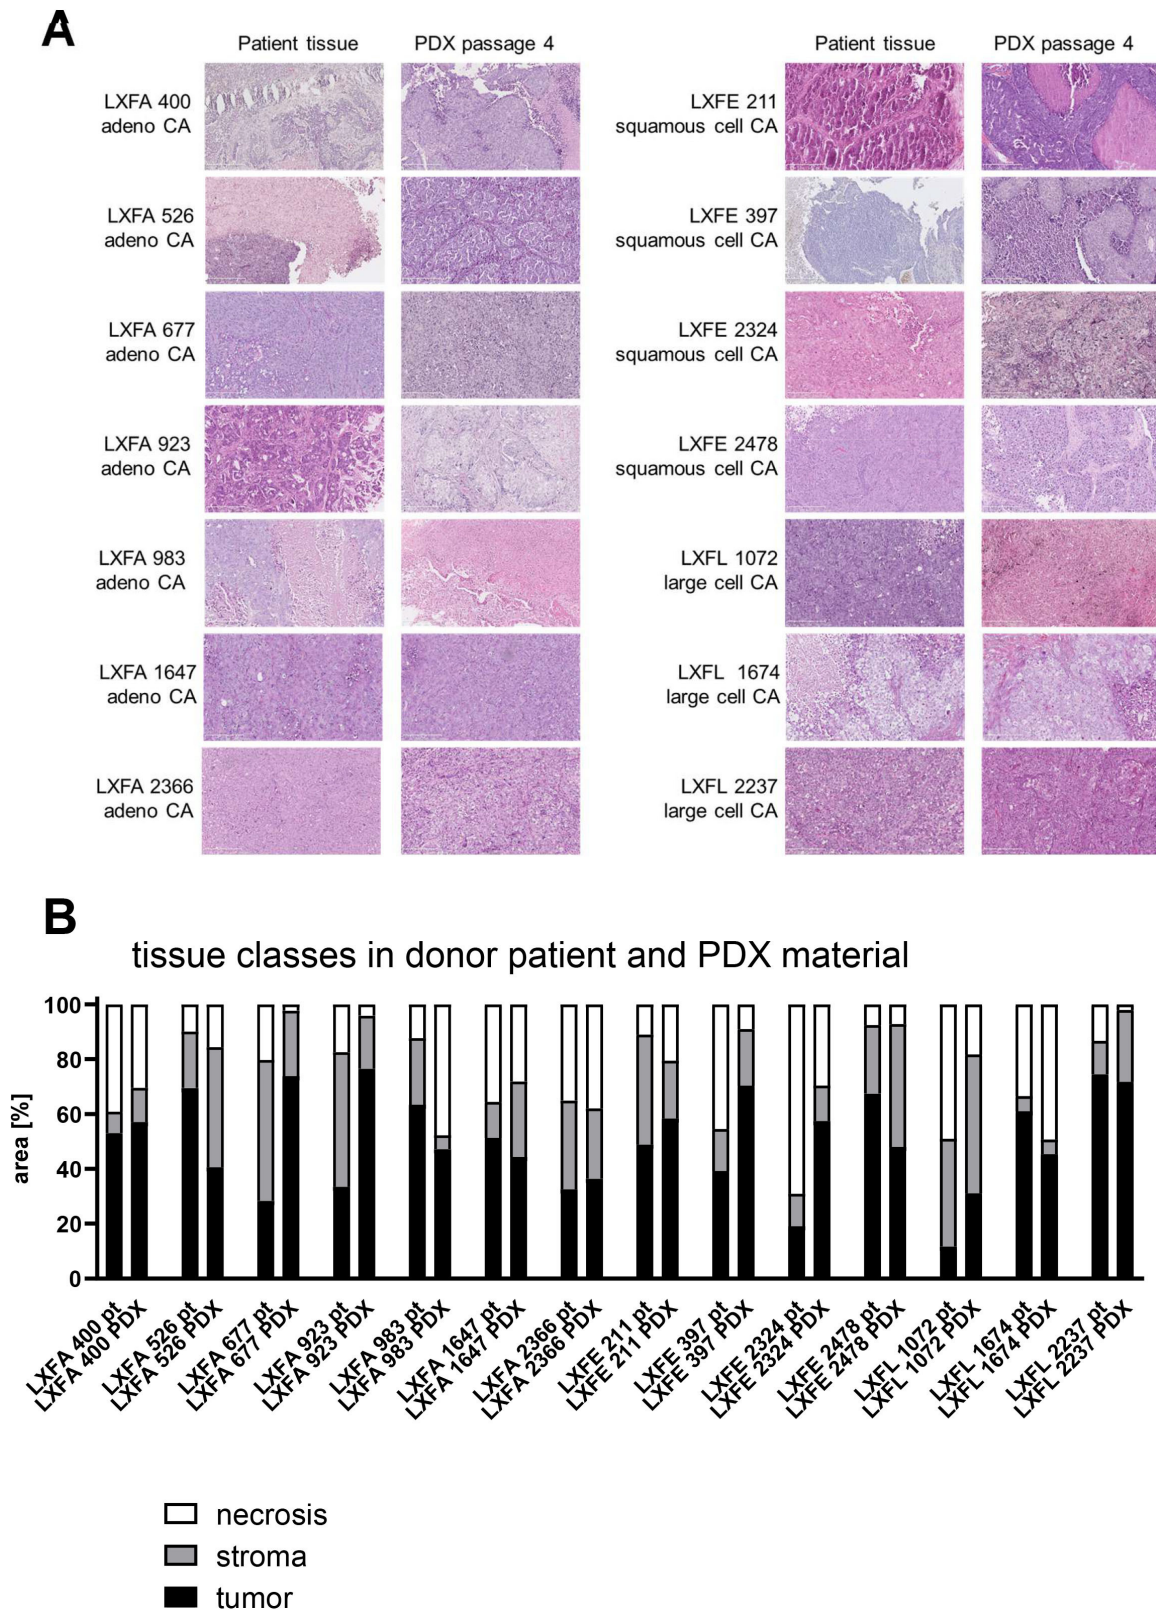 A
Patient tissue PDX passage 4
Patient tissue PDX passage 4
LXFA 400
adeno CA
LXFA 526
adeno CA
LXFA 677
adeno CA
LXFA 923
adeno CA
LXFA 983
adeno CA
LXFA 1647
adeno CA
LXFA 2366
adeno CA
LXFE 211
squamous cell CA
LXFE 397
squamous cell CA
LXFE 2324
squamous cell CA
LXFE 2478
squamous cell CA
LXFL 1072
large cell CA
LXFL 1674
large cell CA
LXFL 2237
large cell CA
B
tissue classes in donor patient and PDX material
area [%]
100
80
60
40
20
0
LXFA 400 pt
LXFA 400 PDX
LXFA 526 pt
LXFA 526 PDX
LXFA 677 pt
LXFA 677 PDX
LXFA 923 pt
LXFA 923 PDX
LXFA 983 pt
LXFA 983 PDX
LXFA 1647 pt
LXFA 1647 PDX
LXFA 2366 pt
LXFA 2366 PDX
LXFE 211 pt
LXFE 211 PDX
LXFE 397 pt
LXFE 397 PDX
LXFE 2324 pt
LXFE 2324 PDX
LXFE 2478 pt
LXFE 2478 PDX
LXFL 1072 pt
LXFL 1072 PDX
LXFL 1674 pt
LXFL 1674 PDX
LXFL 2237 pt
LXFL 2237 PDX
necrosis
stroma
tumor